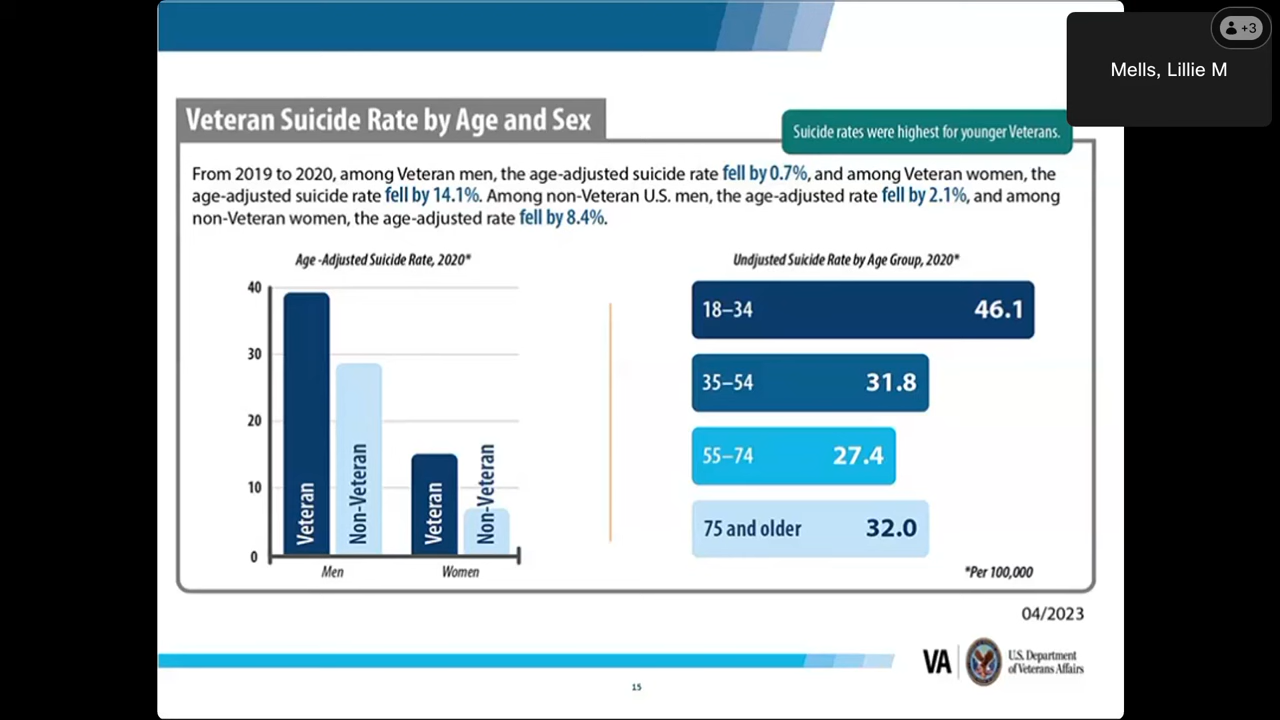 +3
Mells, Lillie M
Veteran Suicide Rate by Age and Sex
Suicide rates were highest for younger Veterans.
From 2019 to 2020, among Veteran men, the age-adjusted suicide rate fell by 0.7%, and among Veteran women, the
age-adjusted suicide rate fell by 14.1%. Among non-Veteran U.S. men, the age-adjusted rate fell by 2.1%, and among
non-Veteran women, the age-adjusted rate fell by 8.4%.
Age -Adjusted Suicide Rate, 2020*
40
30
20
10
0
Veteran
Non-Veteran
Veteran
Non-Veteran
Men
Women
Undjusted Suicide Rate by Age Group, 2020*
18–34 46.1
35–54 31.8
55–74 27.4
75 and older 32.0
*Per 100,000
04/2023
VA
U.S. Department
of Veterans Affairs
15